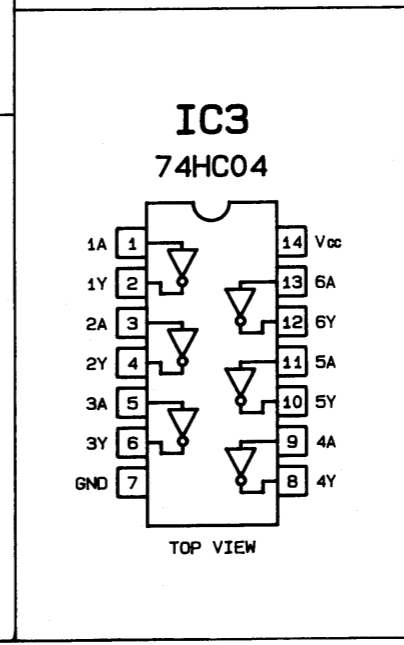 IC3
74HC04
1A 1 14 Vcc
1Y 2 13 6A
2A 3 12 6Y
2Y 4 11 5A
3A 5 10 5Y
3Y 6 9 4A
GND 7 8 4Y
TOP VIEW